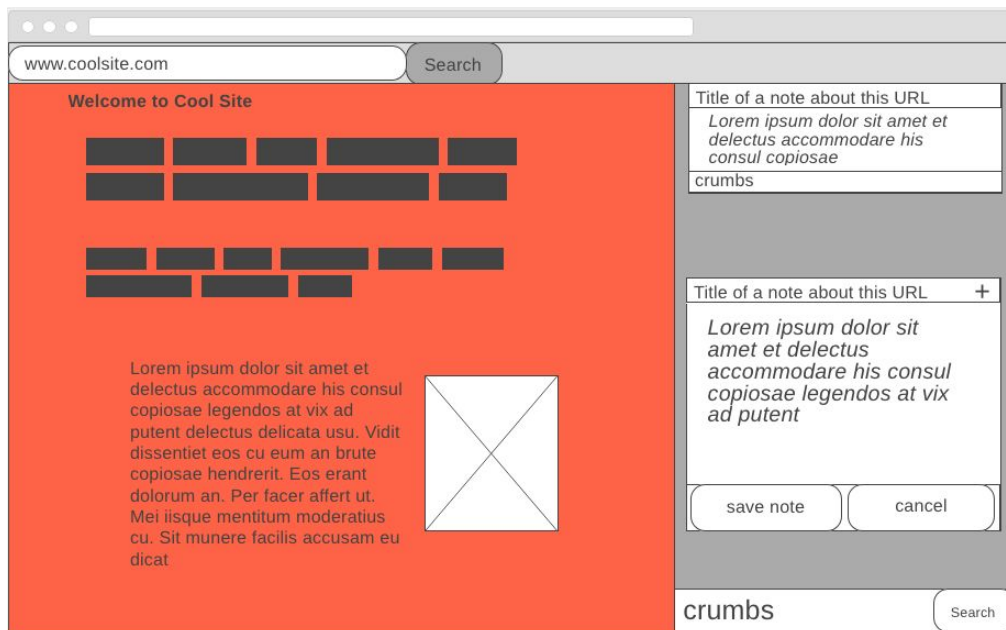 www.coolsite.com
Search
Welcome to Cool Site
Lorem ipsum dolor sit amet et
delectus accommodare his consul
copiosae legendos at vix ad
putent delectus delicata usu. Vidit
dissentiet eos cu eum an brute
copiosae hendrerit. Eos erant
dolorum an. Per facer affert ut.
Mei iisque mentitum moderatius
cu. Sit munere facilis accusam eu
dicat
Title of a note about this URL
Lorem ipsum dolor sit amet et
delectus accommodare his
consul copiosae
crumbs
Title of a note about this URL +
Lorem ipsum dolor sit
amet et delectus
accommodare his consul
copiosae legendos at vix
ad putent
save note
cancel
crumbs
Search